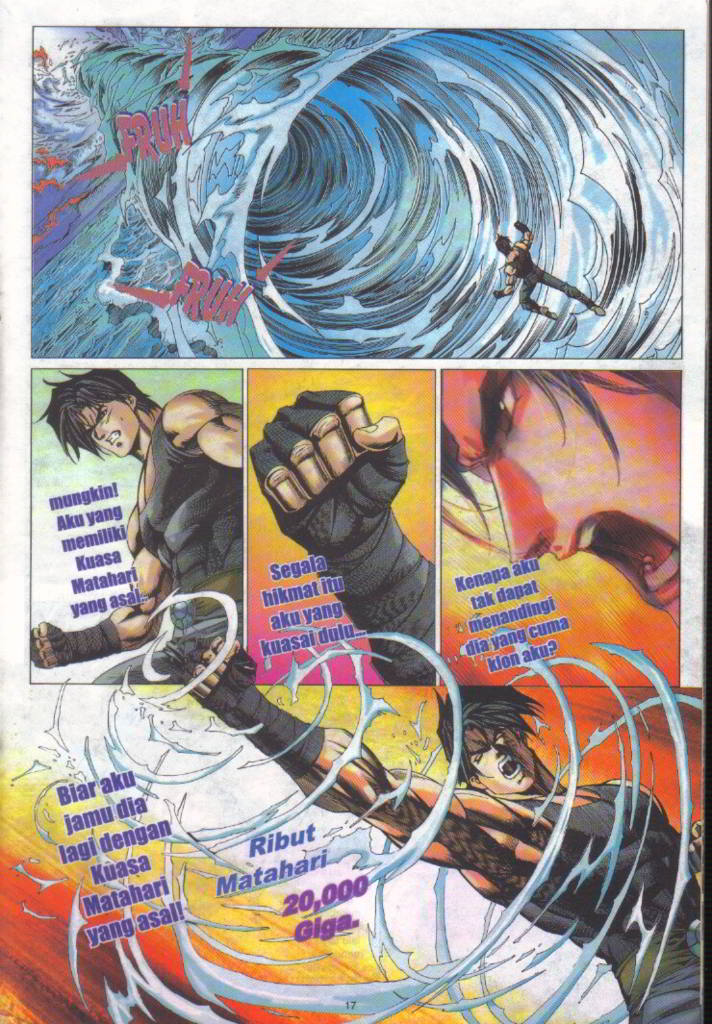 FRUH
FRUH
mungkin!
Aku yang
memiliki
Kuasa
Matahari
yang asal..
Segala
hikmat itu
aku yang
kuasai dulu...
Kenapa aku
tak dapat
menandingi
dia yang cuma
klon aku?
Biar aku
jamu dia
lagi dengan
Kuasa
Matahari
yang asal!
Ribut
Matahari
20,000
Giga.
17